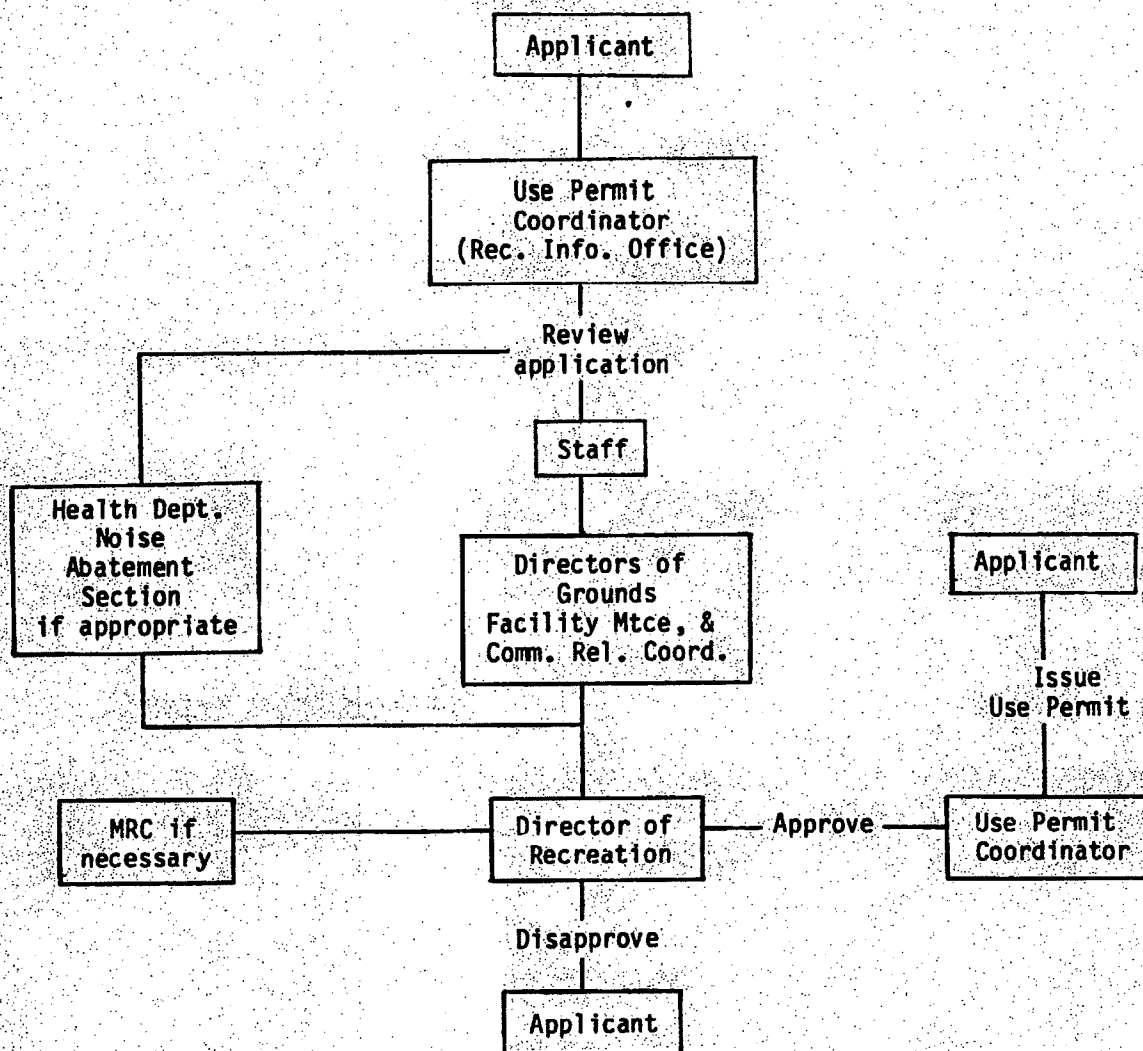 Applicant
Use Permit
Coordinator
(Rec. Info. Office)
Review
application
Staff
Health Dept.
Noise
Abatement
Section
if appropriate
Directors of
Grounds
Facility Mtce, &
Comm. Rel. Coord.
Applicant
Issue
Use Permit
MRC if
necessary
Director of
Recreation
Approve
Use Permit
Coordinator
Disapprove
Applicant